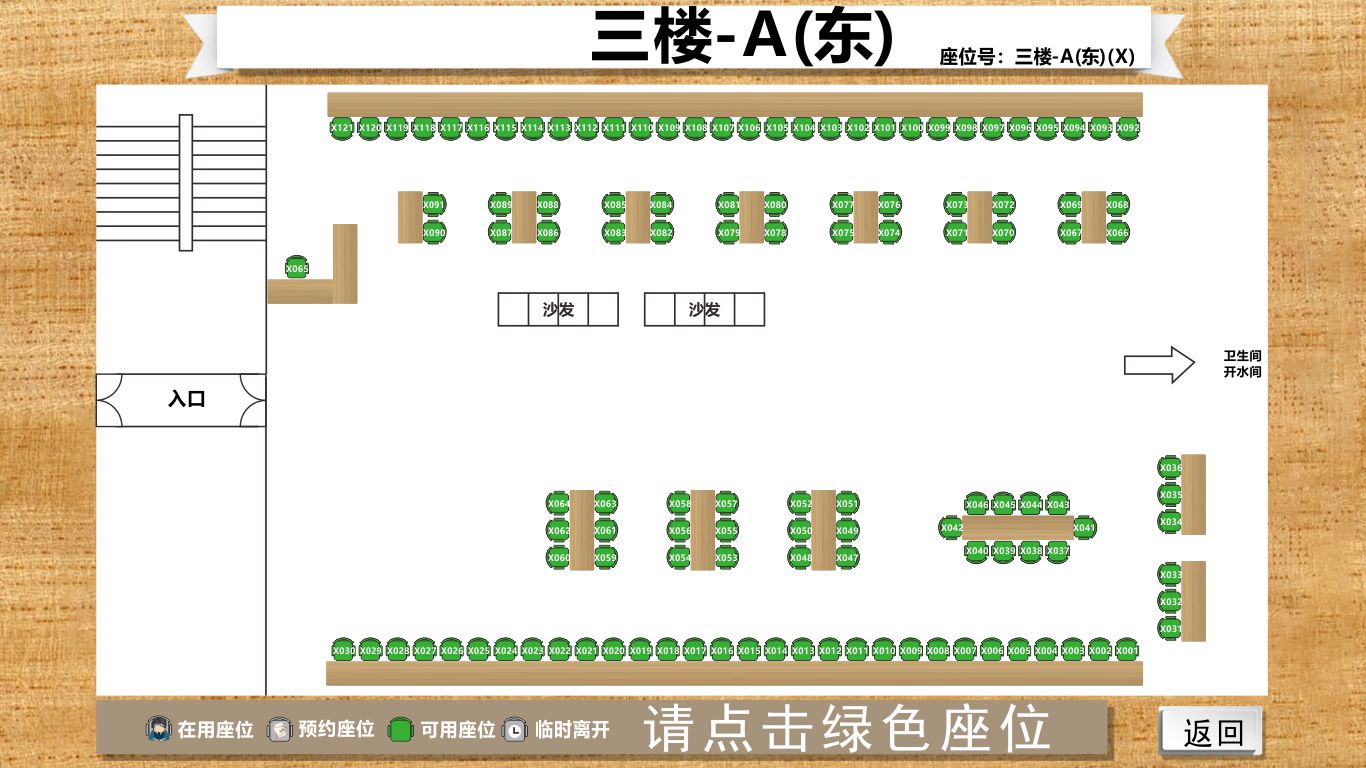 三楼-A(东)
座位号：三楼-A(东)(X)
X121 X120 X119 X118 X117 X116 X115 X114 X113 X112 X111 X110 X109 X108 X107 X106 X105 X104 X103 X102 X101 X100 X099 X098 X097 X096 X095 X094 X093 X092
X091 X089 X088 X085 X084 X081 X080 X077 X076 X073 X072 X069 X068
X090 X087 X086 X083 X082 X079 X078 X075 X074 X071 X070 X067 X066
X065
沙发 沙发
卫生间
开水间
入口
X036
X035
X034
X064 X063 X058 X057 X052 X051 X046 X045 X044 X043
X062 X061 X056 X055 X050 X049 X042 X041
X060 X059 X054 X053 X048 X047 X040 X039 X038 X037
X033
X032
X031
X030 X029 X028 X027 X026 X025 X024 X023 X022 X021 X020 X019 X018 X017 X016 X015 X014 X013 X012 X011 X010 X009 X008 X007 X006 X005 X004 X003 X002 X001
在用座位 预约座位 可用座位 临时离开 请点击绿色座位 返回